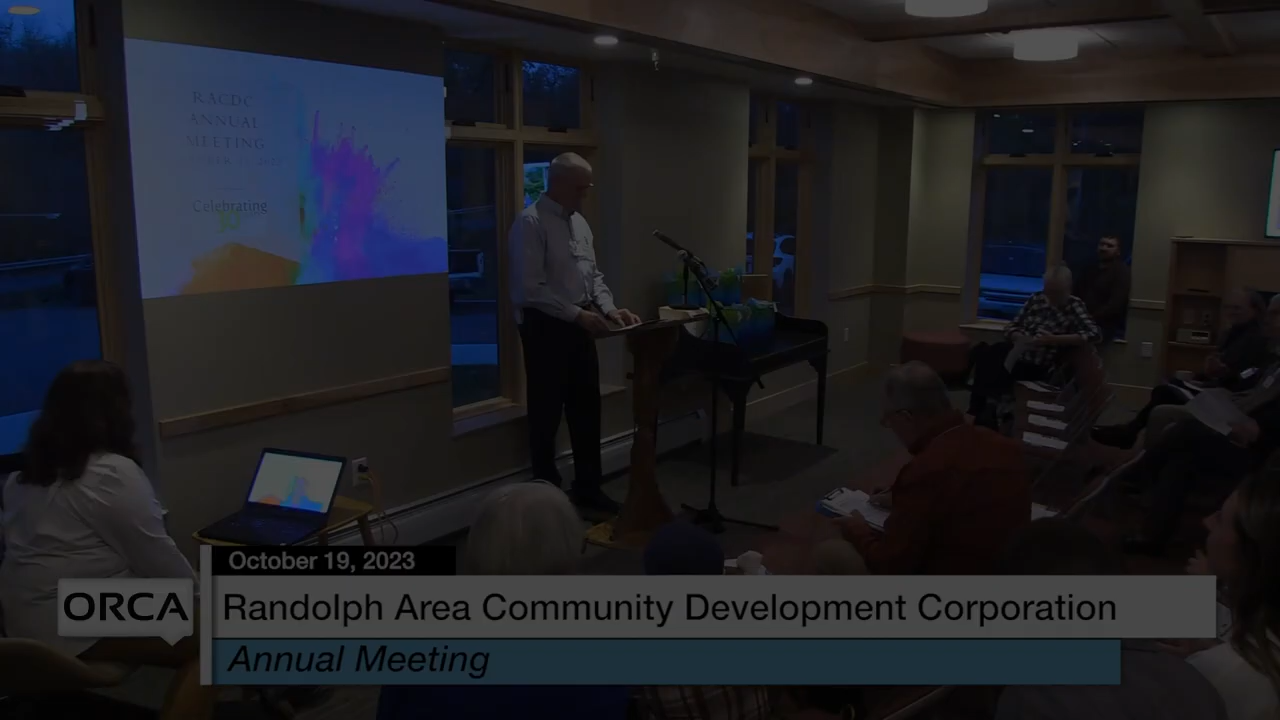 RACDC
ANNUAL
MEETING
Celebrating
October 19, 2023
ORCA
Randolph Area Community Development Corporation
Annual Meeting